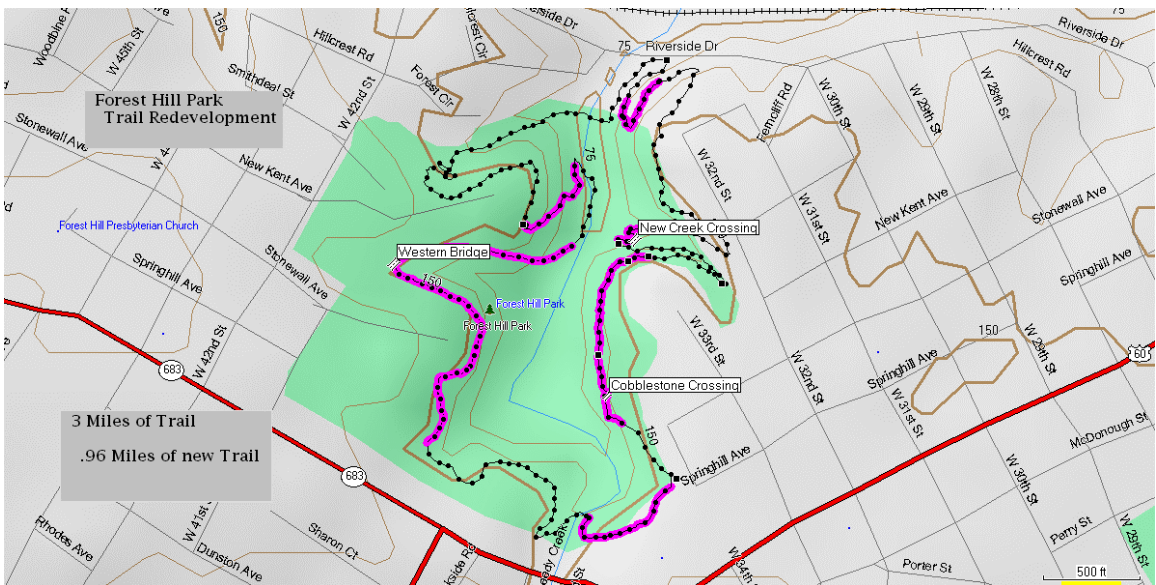 150
Woodbine
W 45th St
Hillcrest Rd
Hillcrest Clr
Riverside Dr
75
Riverside Dr
75
Riverside Dr
Hillcrest Rd
Smithdeal St
W 42nd St
Forest Clr
Forest Hill Park
Trail Redevelopment
Stonewall Ave
New Kent Ave
75
Ferncliff Rd
W 30th St
W 29th St
W 28th St
W 32nd St
W 31st St
New Kent Ave
Stonewall Ave
Springhill Ave
Forest Hill Presbyterian Church
Springhill Ave
Stonewall Ave
Western Bridge
New Creek Crossing
150
Forest Hill Park
Forest Hill Park
W 42nd St
683
W 33rd St
W 32nd St
Springhill Ave
150
W 29th St
60
Cobblestone Crossing
W 31st St
3 Miles of Trail
.96 Miles of new Trail
150
Springhill Ave
McDonough St
683
W 30th St
W 41st St
Rhodes Ave
Dunston Ave
Sharon Ct
Perry St
W 29th St
W 34th St
Porter St
500 ft